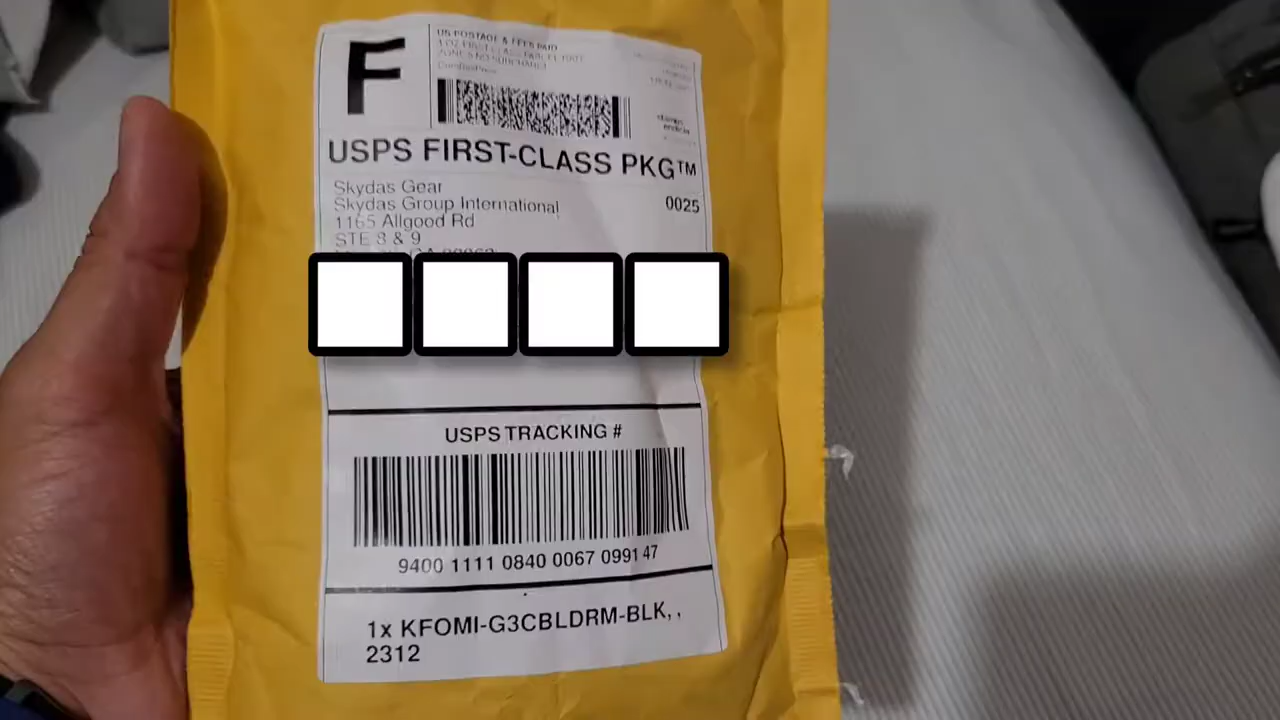 F
US POSTAGE & FEES PAID
USPS FIRST-CLASS PKG™
Skydas Gear
Skydas Group International
0025
1165 Allgood Rd
STE 8 & 9
USPS TRACKING #
9400 1111 0840 0067 0991 47
1x KFOMI-G3CBLDRM-BLK, ,
2312